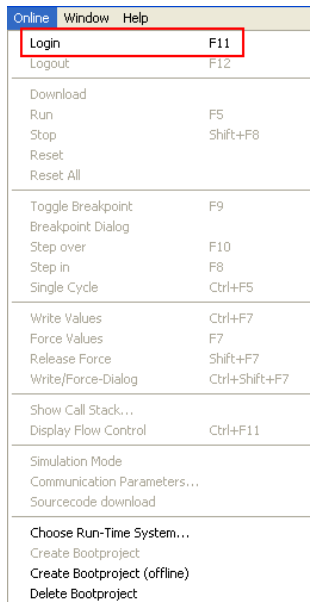 Online Window Help
Login F11
Logout F12
Download
Run F5
Stop Shift+F8
Reset
Reset All
Toggle Breakpoint F9
Breakpoint Dialog
Step over F10
Step in F8
Single Cycle Ctrl+F5
Write Values Ctrl+F7
Force Values F7
Release Force Shift+F7
Write/Force-Dialog Ctrl+Shift+F7
Show Call Stack...
Display Flow Control Ctrl+F11
Simulation Mode
Communication Parameters...
Sourcecode download
Choose Run-Time System...
Create Bootproject
Create Bootproject (offline)
Delete Bootproject